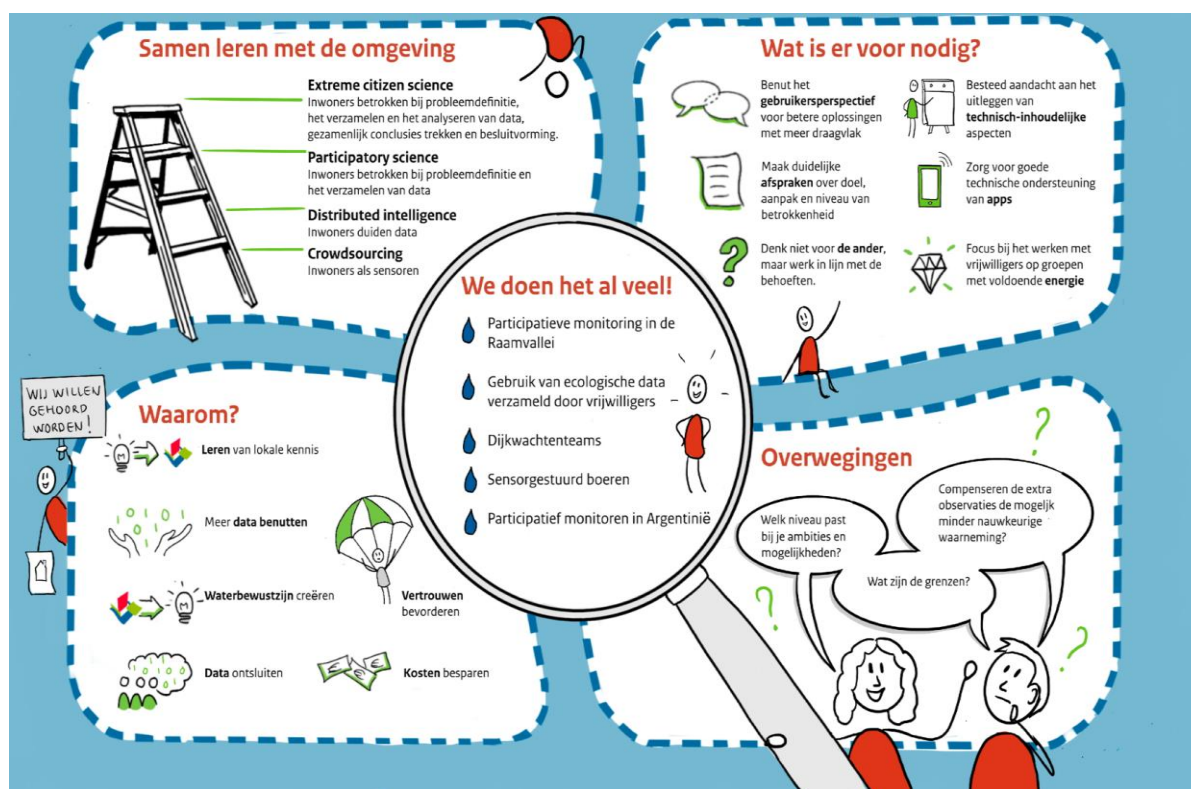 Samen leren met de omgeving
Extreme citizen science
Inwoners betrokken bij probleemdefinitie,
het verzamelen en het analyseren van data,
gezamenlijk conclusies trekken en besluitvorming.
Participatory science
Inwoners betrokken bij probleemdefinitie en
het verzamelen van data
Distributed intelligence
Inwoners duiden data
Crowdsourcing
Inwoners als sensoren
Wat is er voor nodig?
Benut het
gebruikersperspectief
voor betere oplossingen
met meer draagvlak
Besteed aandacht aan het
uitleggen van
technisch-inhoudelijke
aspecten
Maak duidelijke
afspraken over doel,
aanpak en niveau van
betrokkenheid
Zorg voor goede
technische ondersteuning
van apps
Denk niet voor de ander,
maar werk in lijn met de
behoeften.
Focus bij het werken met
vrijwilligers op groepen
met voldoende energie
We doen het al veel!
Participatieve monitoring in de
Raamvallei
Gebruik van ecologische data
verzameld door vrijwilligers
Dijkwachtenteams
Sensorgestuurd boeren
Participatief monitoren in Argentinië
WIJ WILLEN
GEHOORD
WORDEN!
Waarom?
Leren van lokale kennis
Meer data benutten
Waterbewustzijn creëren
Vertrouwen
bevorderen
Data ontsluiten
Kosten besparen
Overwegingen
Welk niveau past
bij je ambities en
mogelijkheden?
Compenseren de extra
observaties de mogelijk
minder nauwkeurige
waarneming?
Wat zijn de grenzen?